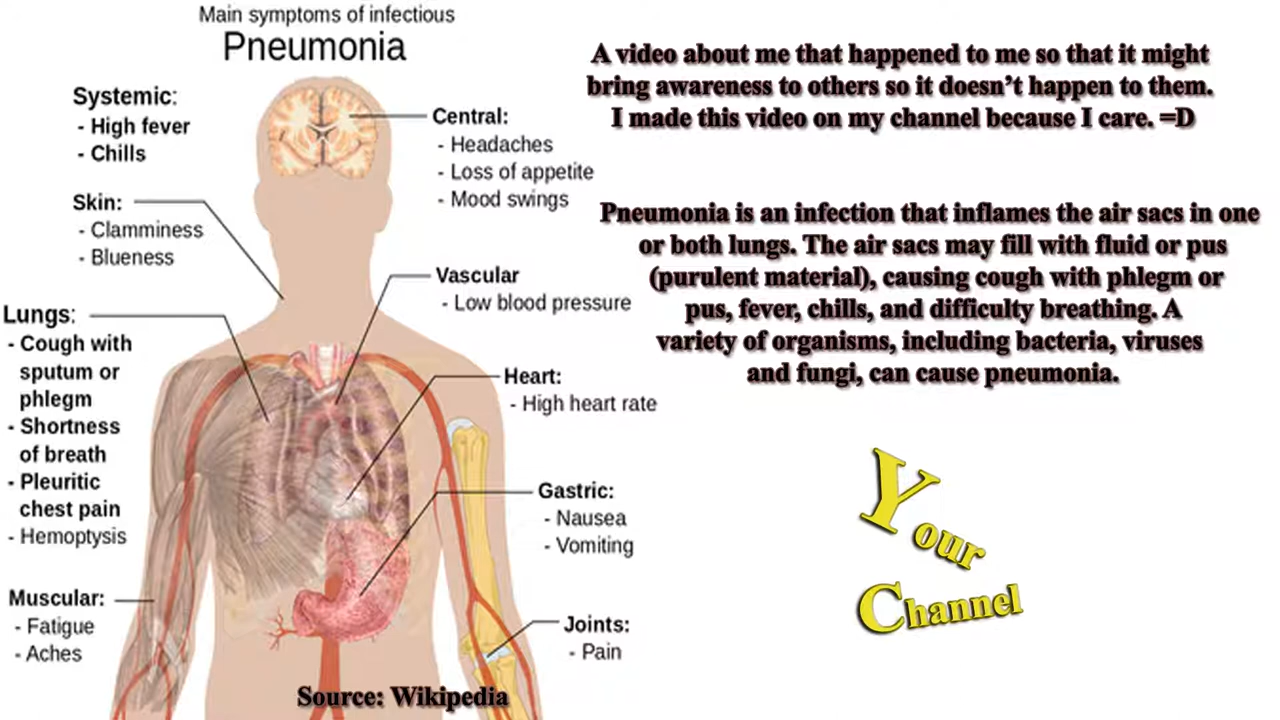 Main symptoms of infectious
Pneumonia
Systemic:
- High fever
- Chills
Skin:
- Clamminess
- Blueness
Lungs:
- Cough with
sputum or
phlegm
- Shortness
of breath
- Pleuritic
chest pain
- Hemoptysis
Muscular:
- Fatigue
- Aches
Central:
- Headaches
- Loss of appetite
- Mood swings
Vascular
- Low blood pressure
Heart:
- High heart rate
Gastric:
- Nausea
- Vomiting
Joints:
- Pain
Source: Wikipedia
A video about me that happened to me so that it might
bring awareness to others so it doesn’t happen to them.
I made this video on my channel because I care. =D
Pneumonia is an infection that inflames the air sacs in one
or both lungs. The air sacs may fill with fluid or pus
(purulent material), causing cough with phlegm or
pus, fever, chills, and difficulty breathing. A
variety of organisms, including bacteria, viruses
and fungi, can cause pneumonia.
Your
Channel